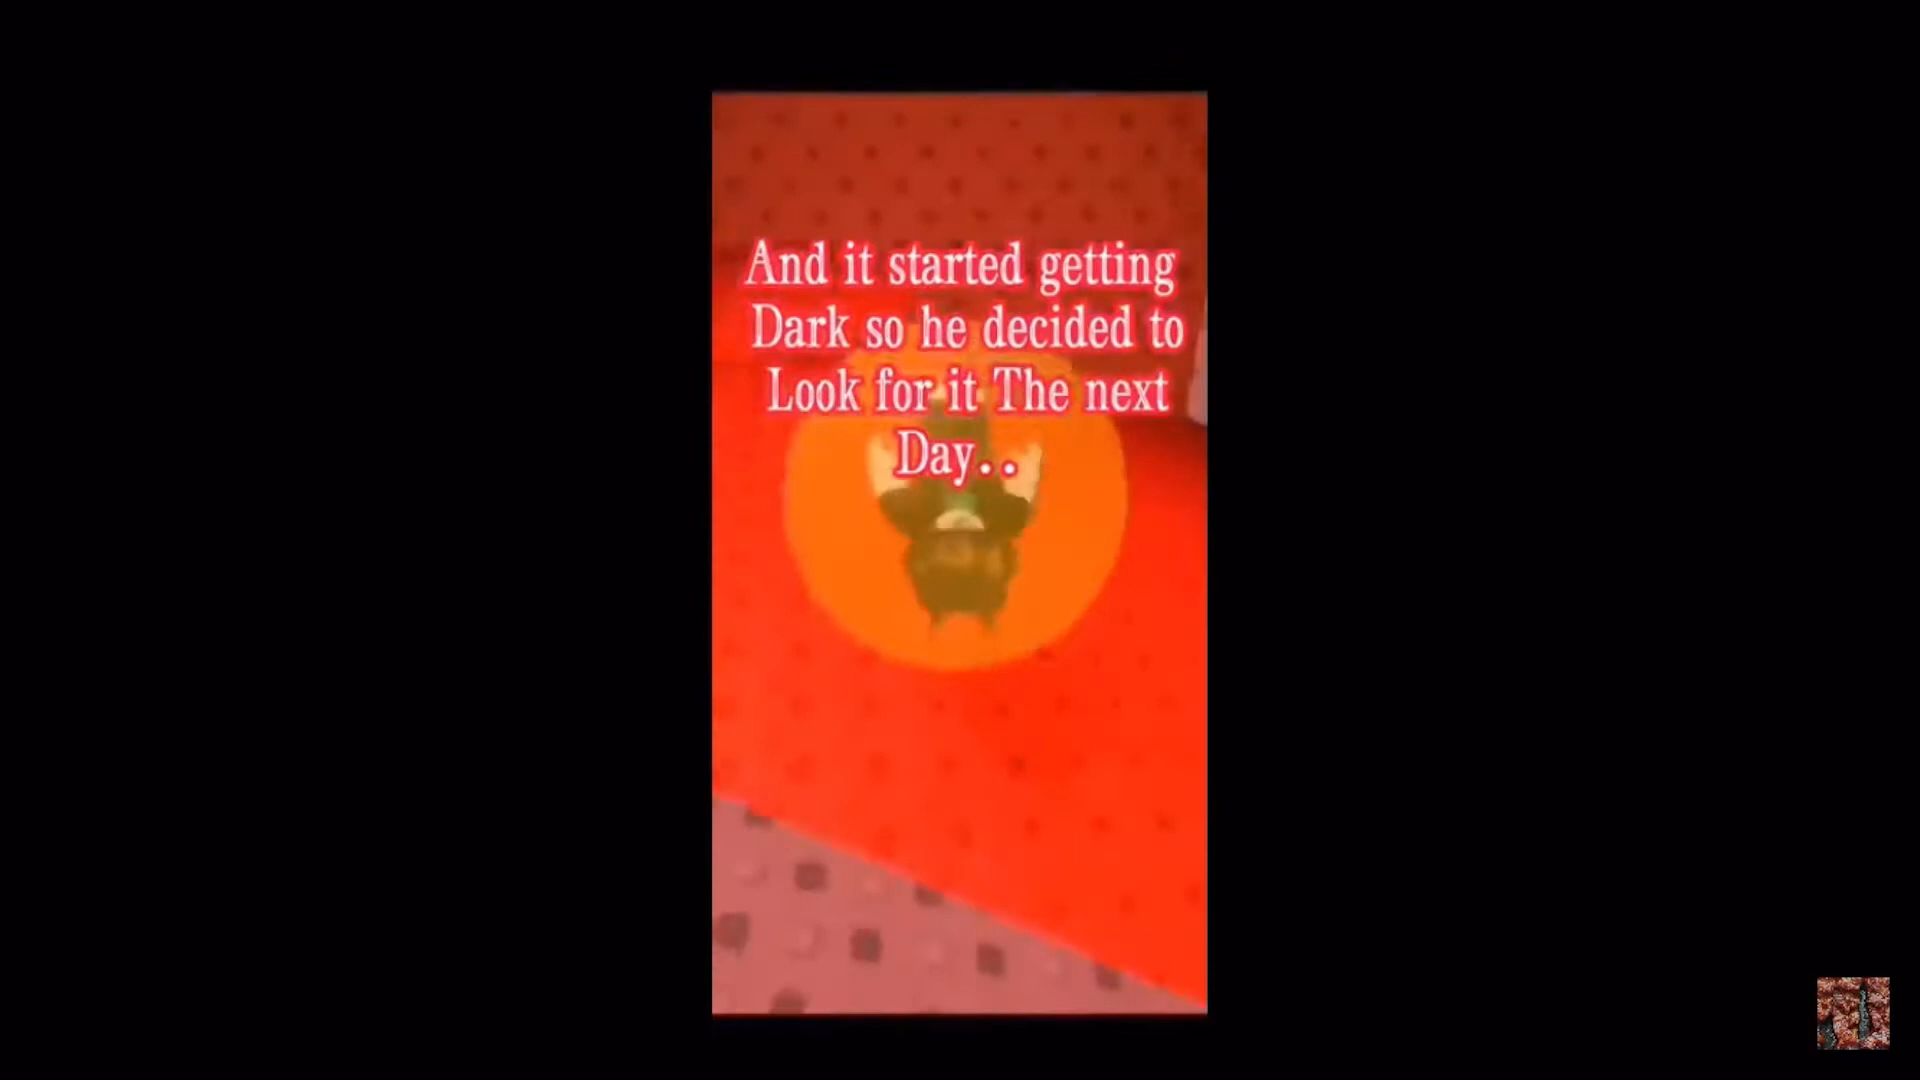 And it started getting
Dark so he decided to
Look for it The next
Day..